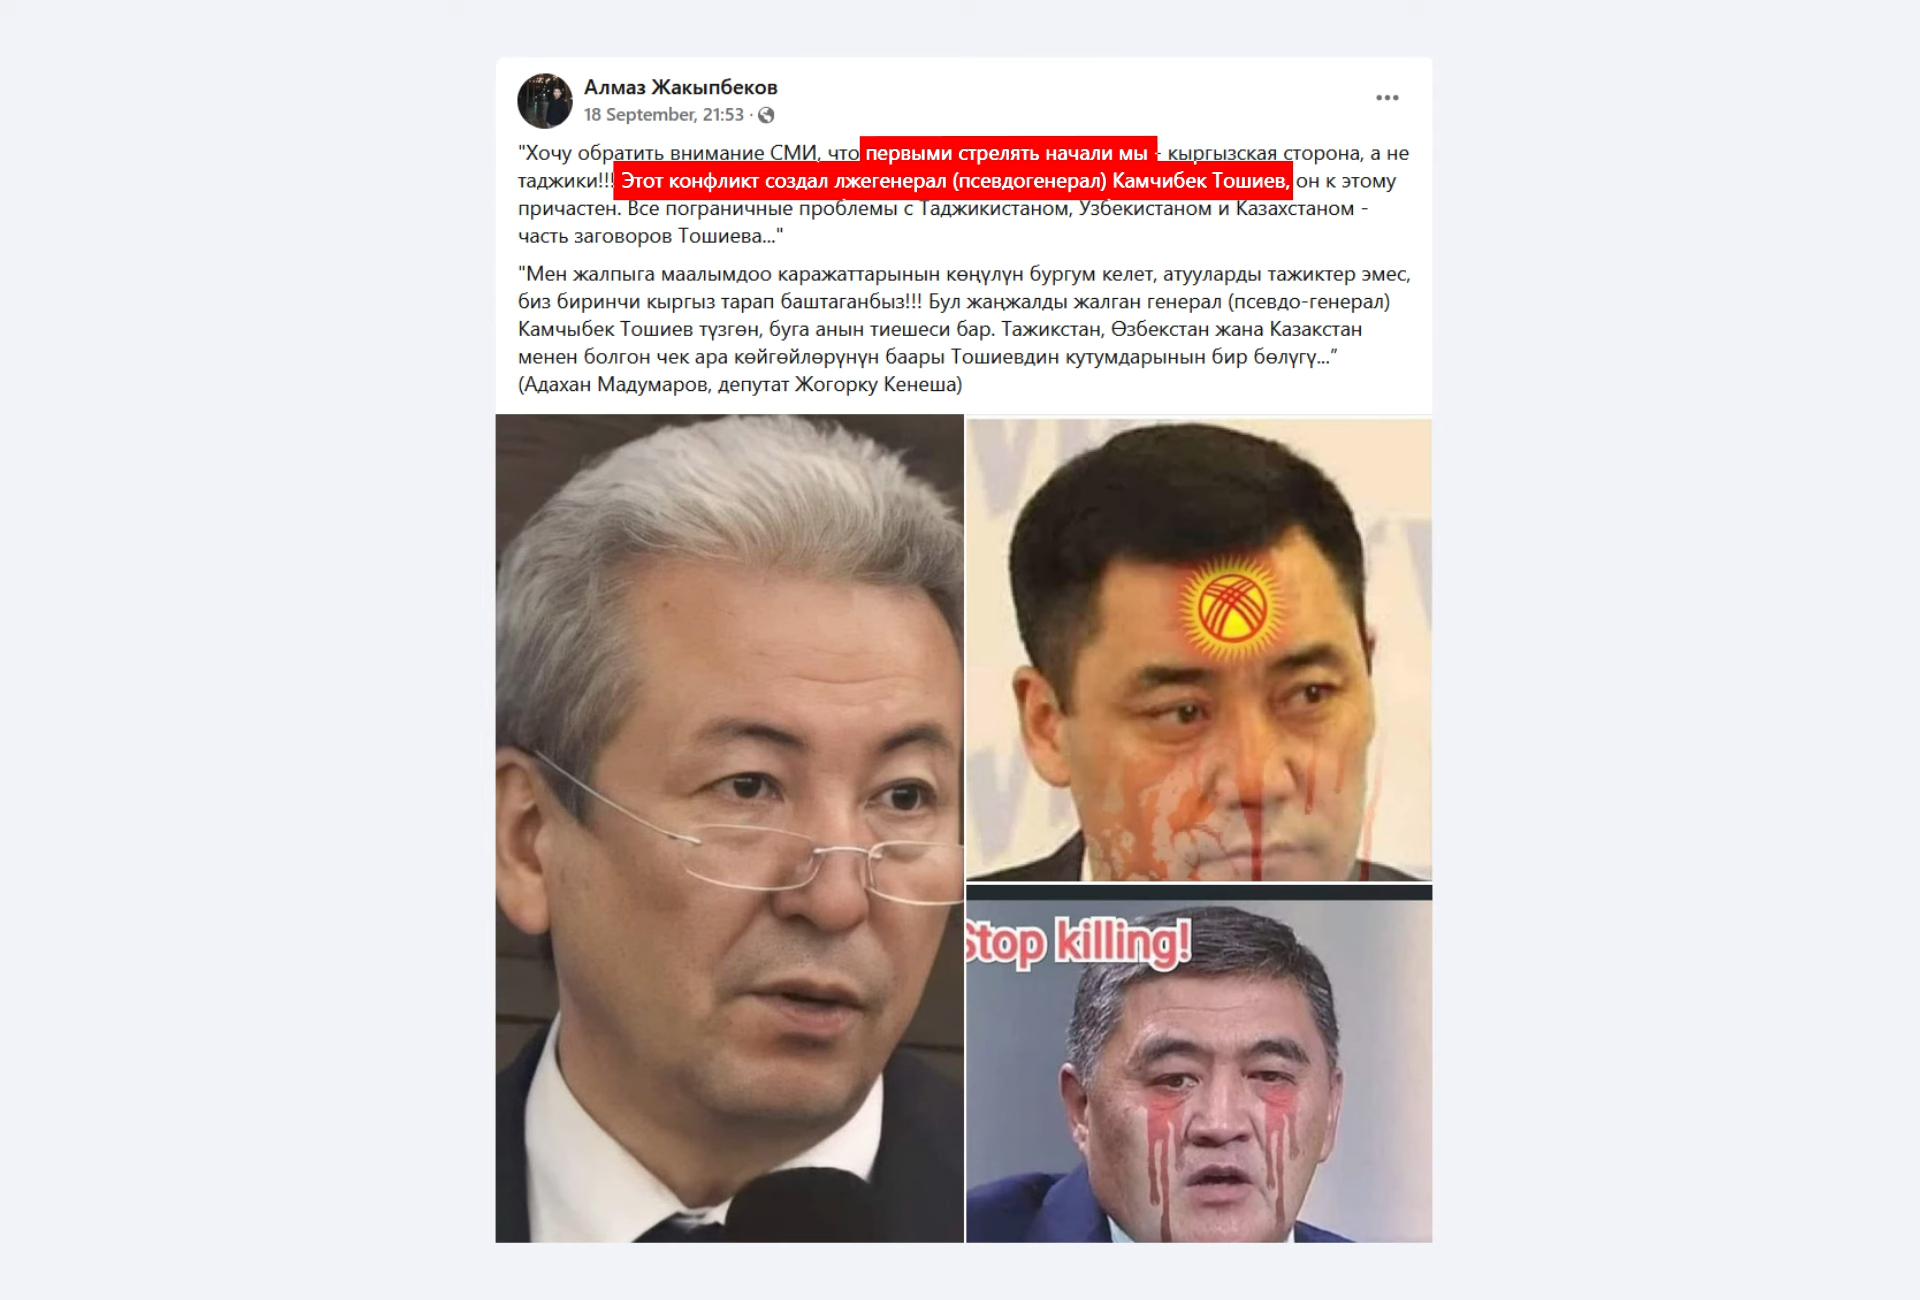 Алмаз Жакыпбеков
18 September, 21:53 ·
"Хочу обратить внимание СМИ, что первыми стрелять начали мы - кыргызская сторона, а не
таджики!!! Этот конфликт создал лжегенерал (псевдогенерал) Камчибек Тошиев, он к этому
причастен. Все пограничные проблемы с Таджикистаном, Узбекистаном и Казахстаном -
часть заговоров Тошиева..."
"Мен жалпыга маалымдоо каражаттарынын көңүлүн бургум келет, атууларды тажиктер эмес,
биз биринчи кыргыз тарап баштаганбыз!!! Бул жаңжалды жалган генерал (псевдо-генерал)
Камчыбек Тошиев түзгөн, буга анын тиешеси бар. Тажикстан, Өзбекстан жана Казакстан
менен болгон чек ара көйгөйлөрүнүн баары Тошиевдин кутумдарынын бир бөлүгү..."
(Адахан Мадумаров, депутат Жогорку Кенеша)
Stop killing!